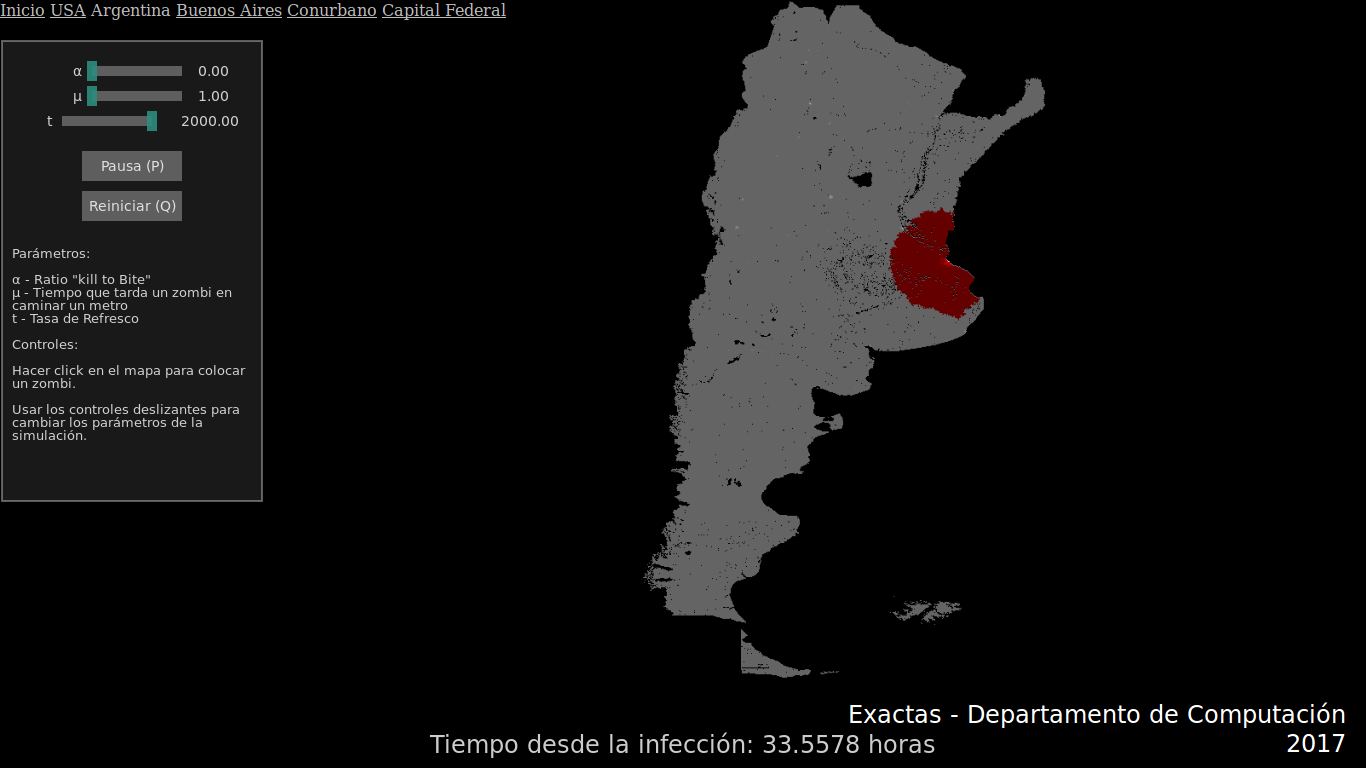 Inicio USA Argentina Buenos Aires Conurbano Capital Federal
α 0.00
μ 1.00
t 2000.00
Pausa (P)
Reiniciar (Q)
Parámetros:
α - Ratio "kill to Bite"
μ - Tiempo que tarda un zombi en
caminar un metro
t - Tasa de Refresco
Controles:
Hacer click en el mapa para colocar
un zombi.
Usar los controles deslizantes para
cambiar los parámetros de la
simulación.
Exactas - Departamento de Computación
2017
Tiempo desde la infección: 33.5578 horas